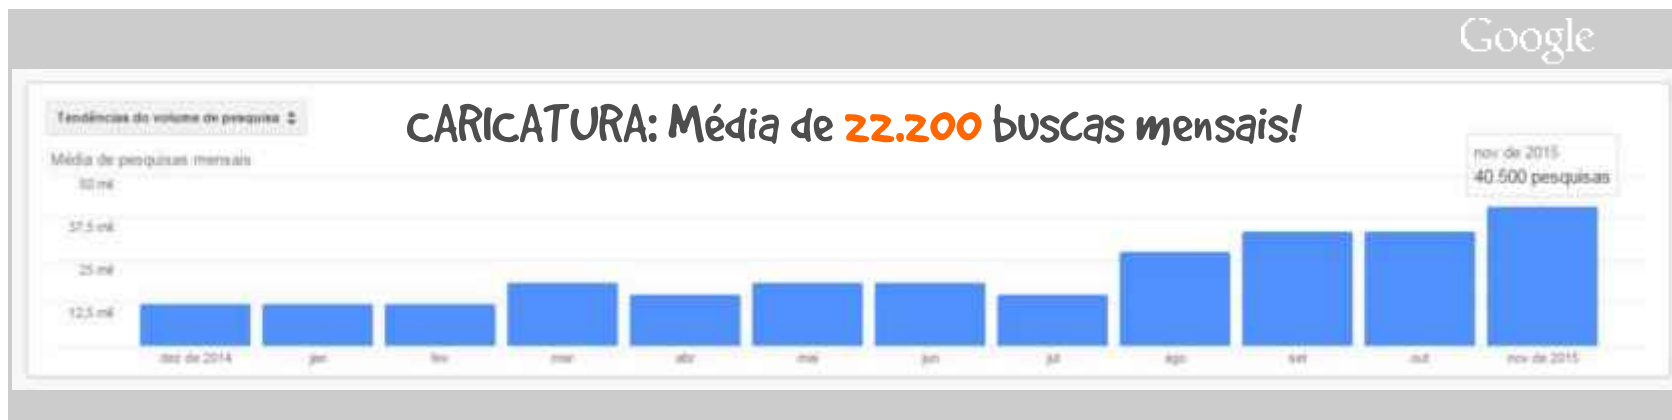 Google
Tendências do volume de pesquisa
CARICATURA: Média de 22.200 buscas mensais!
Média de pesquisas mensais
nov de 2015
40.500 pesquisas
50 mil
37,5 mil
25 mil
12,5 mil
dez de 2014 jan fev mar abr mai jun jul ago set out nov de 2015